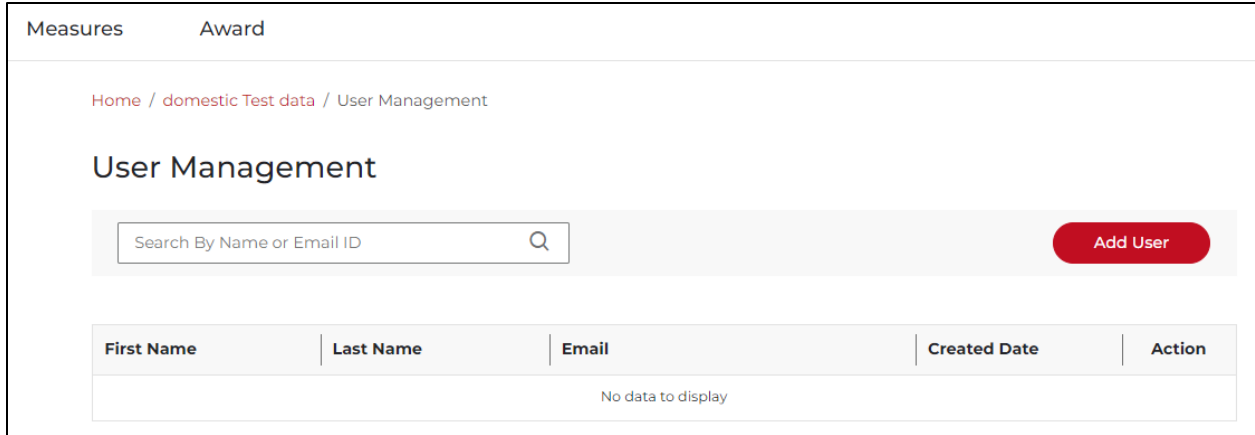 Measures Award
Home / domestic Test data / User Management
User Management
Search By Name or Email ID
Add User
First Name Last Name Email Created Date Action
No data to display